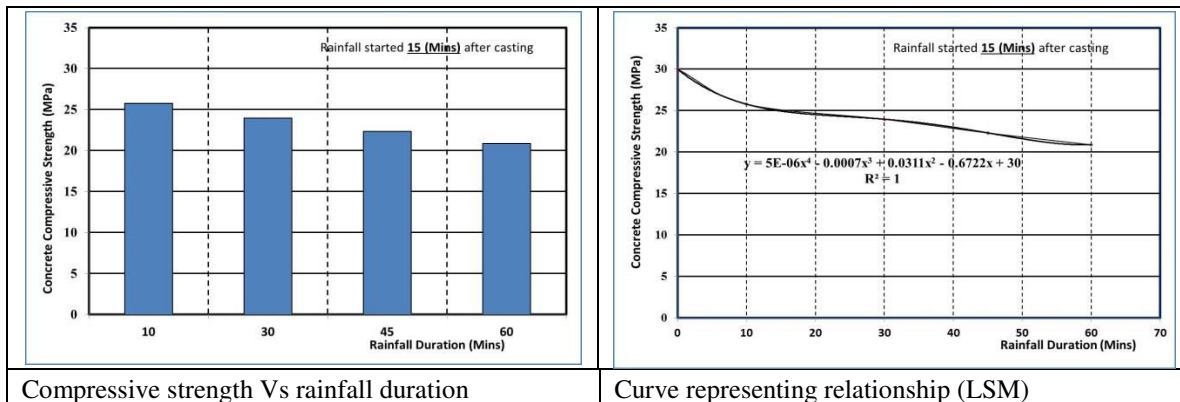 Concrete Compressive Strength (MPa)
35
30
25
20
15
10
5
0
Rainfall started 15 (Mins) after casting
10 30 45 60
Rainfall Duration (Mins)
Compressive strength Vs rainfall duration
Concrete Compressive Strength (MPa)
35
30
25
20
15
10
5
0
Rainfall started 15 (Mins) after casting
y = 5E-06x⁴ - 0.0007x³ + 0.0311x² - 0.6722x + 30
R² = 1
0 10 20 30 40 50 60 70
Rainfall Duration (Mins)
Curve representing relationship (LSM)